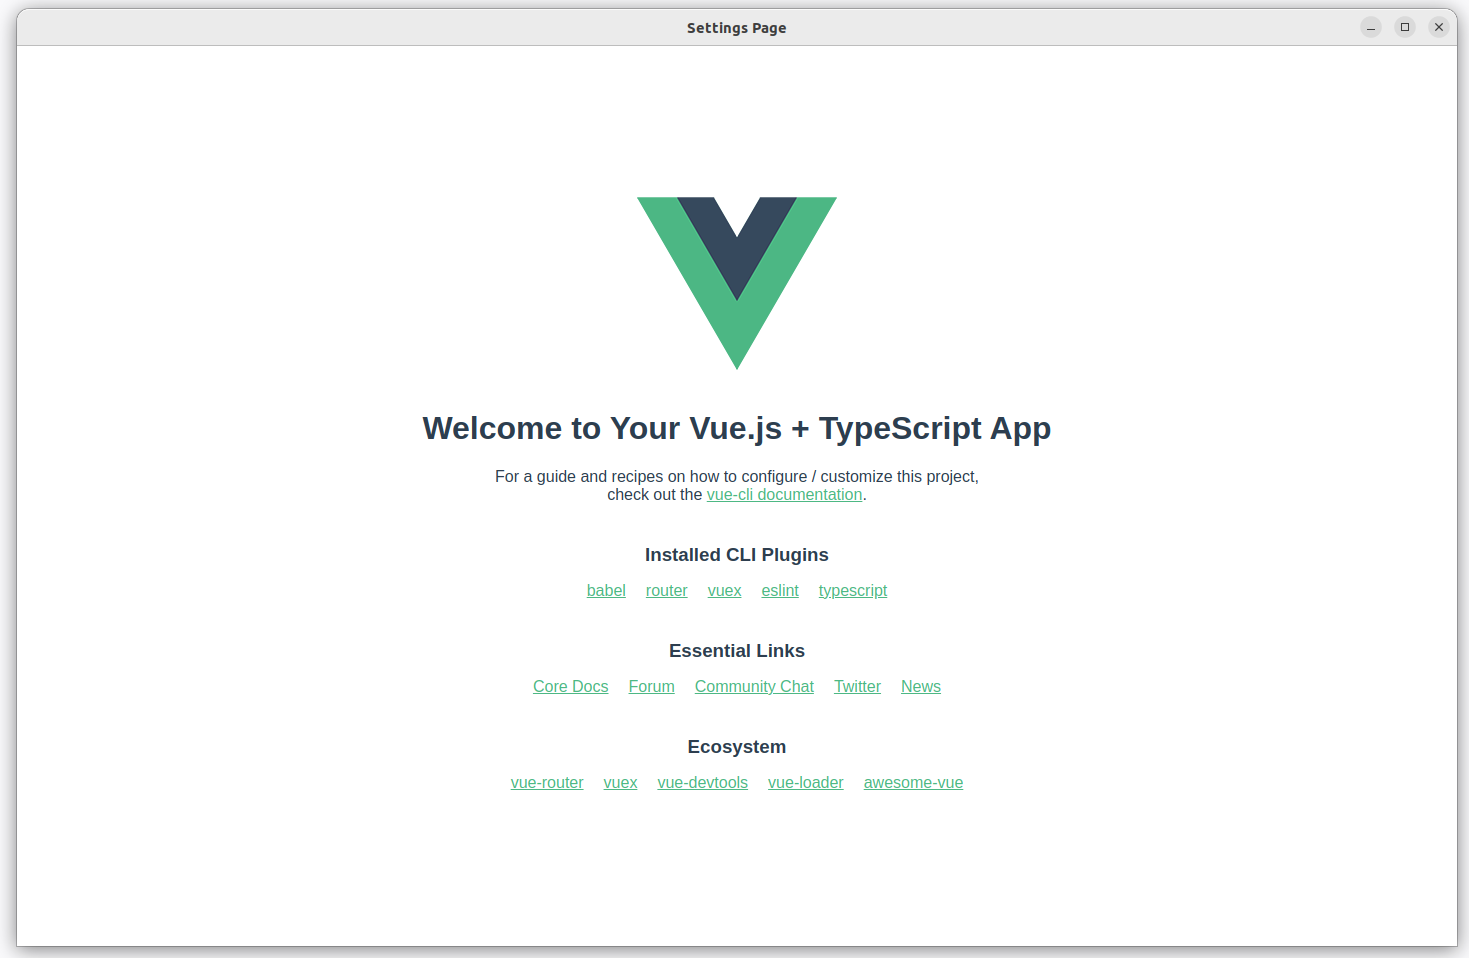 Settings Page
Welcome to Your Vue.js + TypeScript App
For a guide and recipes on how to configure / customize this project,
check out the vue-cli documentation.
Installed CLI Plugins
babel router vuex eslint typescript
Essential Links
Core Docs Forum Community Chat Twitter News
Ecosystem
vue-router vuex vue-devtools vue-loader awesome-vue